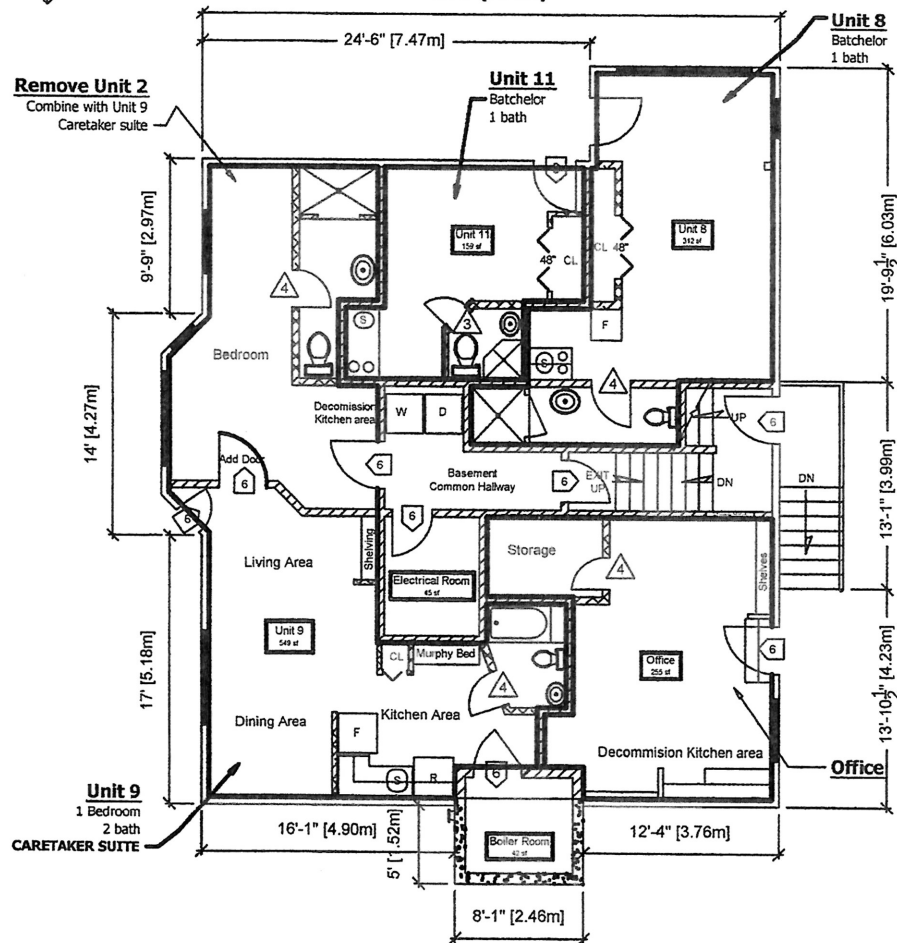 24'-6" [7.47m]
Unit 8
Batchelor
1 bath
Remove Unit 2
Combine with Unit 9
Caretaker suite
Unit 11
Batchelor
1 bath
9'-9" [2.97m]
Unit 11
159 sf
48"
CL
CL
48"
Unit 8
312 sf
19'-9½" [6.03m]
4
3
S
F
S
4
Bedroom
14' [4.27m]
Decomission
Kitchen area
W
D
UP
6
Add Door
6
6
6
Basement
Common Hallway
6
EXIT
UP
DN
DN
13'-1" [3.99m]
6
Living Area
Shelving
Storage
4
Shelves
Electrical Room
45 sf
Unit 9
549 sf
CL
Murphy Bed
4
Office
255 sf
6
17' [5.18m]
13'-10½" [4.23m]
Dining Area
Kitchen Area
F
S
R
6
Decommision Kitchen area
Office
Unit 9
1 Bedroom
2 bath
CARETAKER SUITE
16'-1" [4.90m]
5' [1.52m]
Boiler Room
42 sf
12'-4" [3.76m]
8'-1" [2.46m]